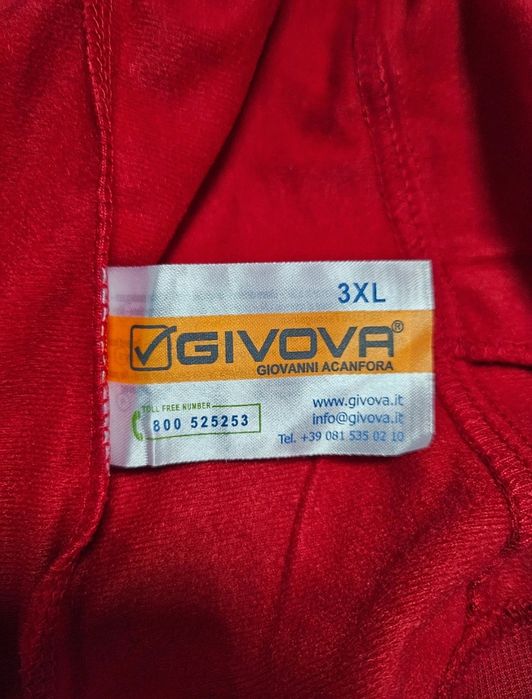 3XL
GIVOVA®
GIOVANNI ACANFORA
TOLL FREE NUMBER
800 525253
www.givova.it
info@givova.it
Tel. +39 081 535 02 10